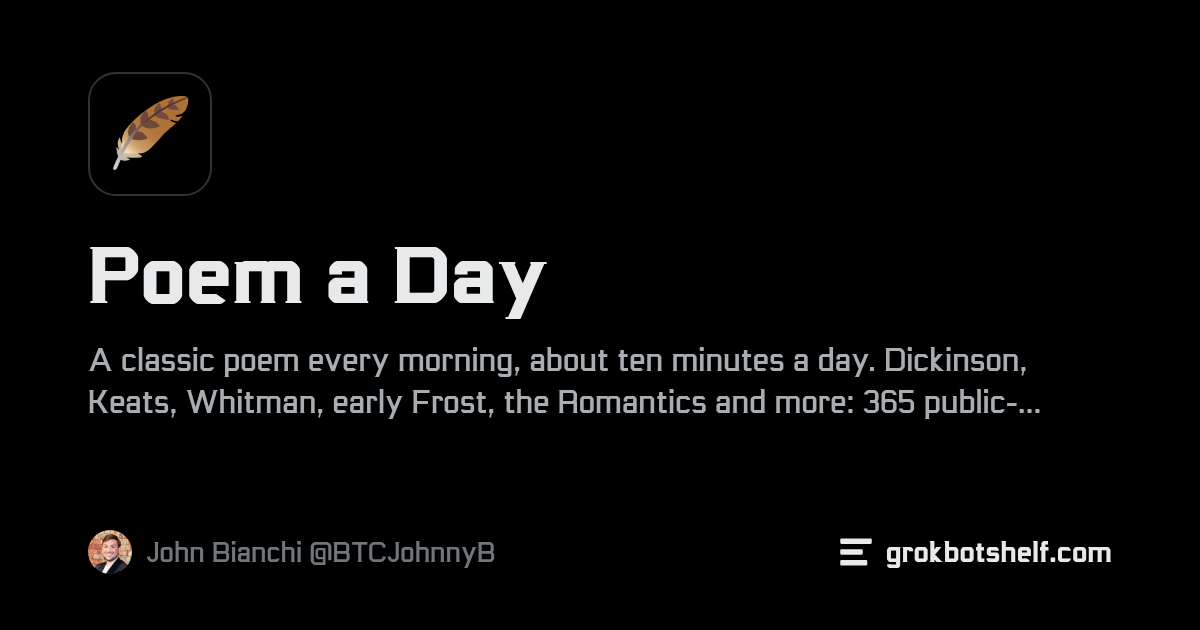 Poem a Day
A classic poem every morning, about ten minutes a day. Dickinson,
Keats, Whitman, early Frost, the Romantics and more: 365 public-...
John Bianchi @BTCJohnnyB
grokbotshelf.com